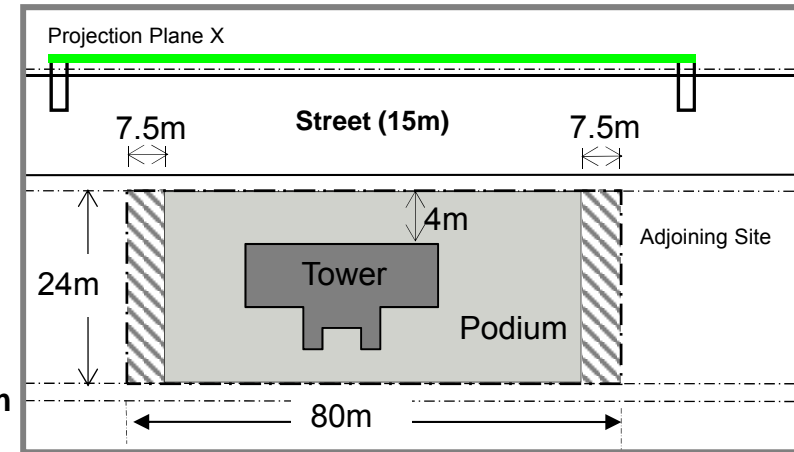 Projection Plane X
Street (15m)
7.5m
7.5m
4m
Adjoining Site
24m
Tower
Podium
80m